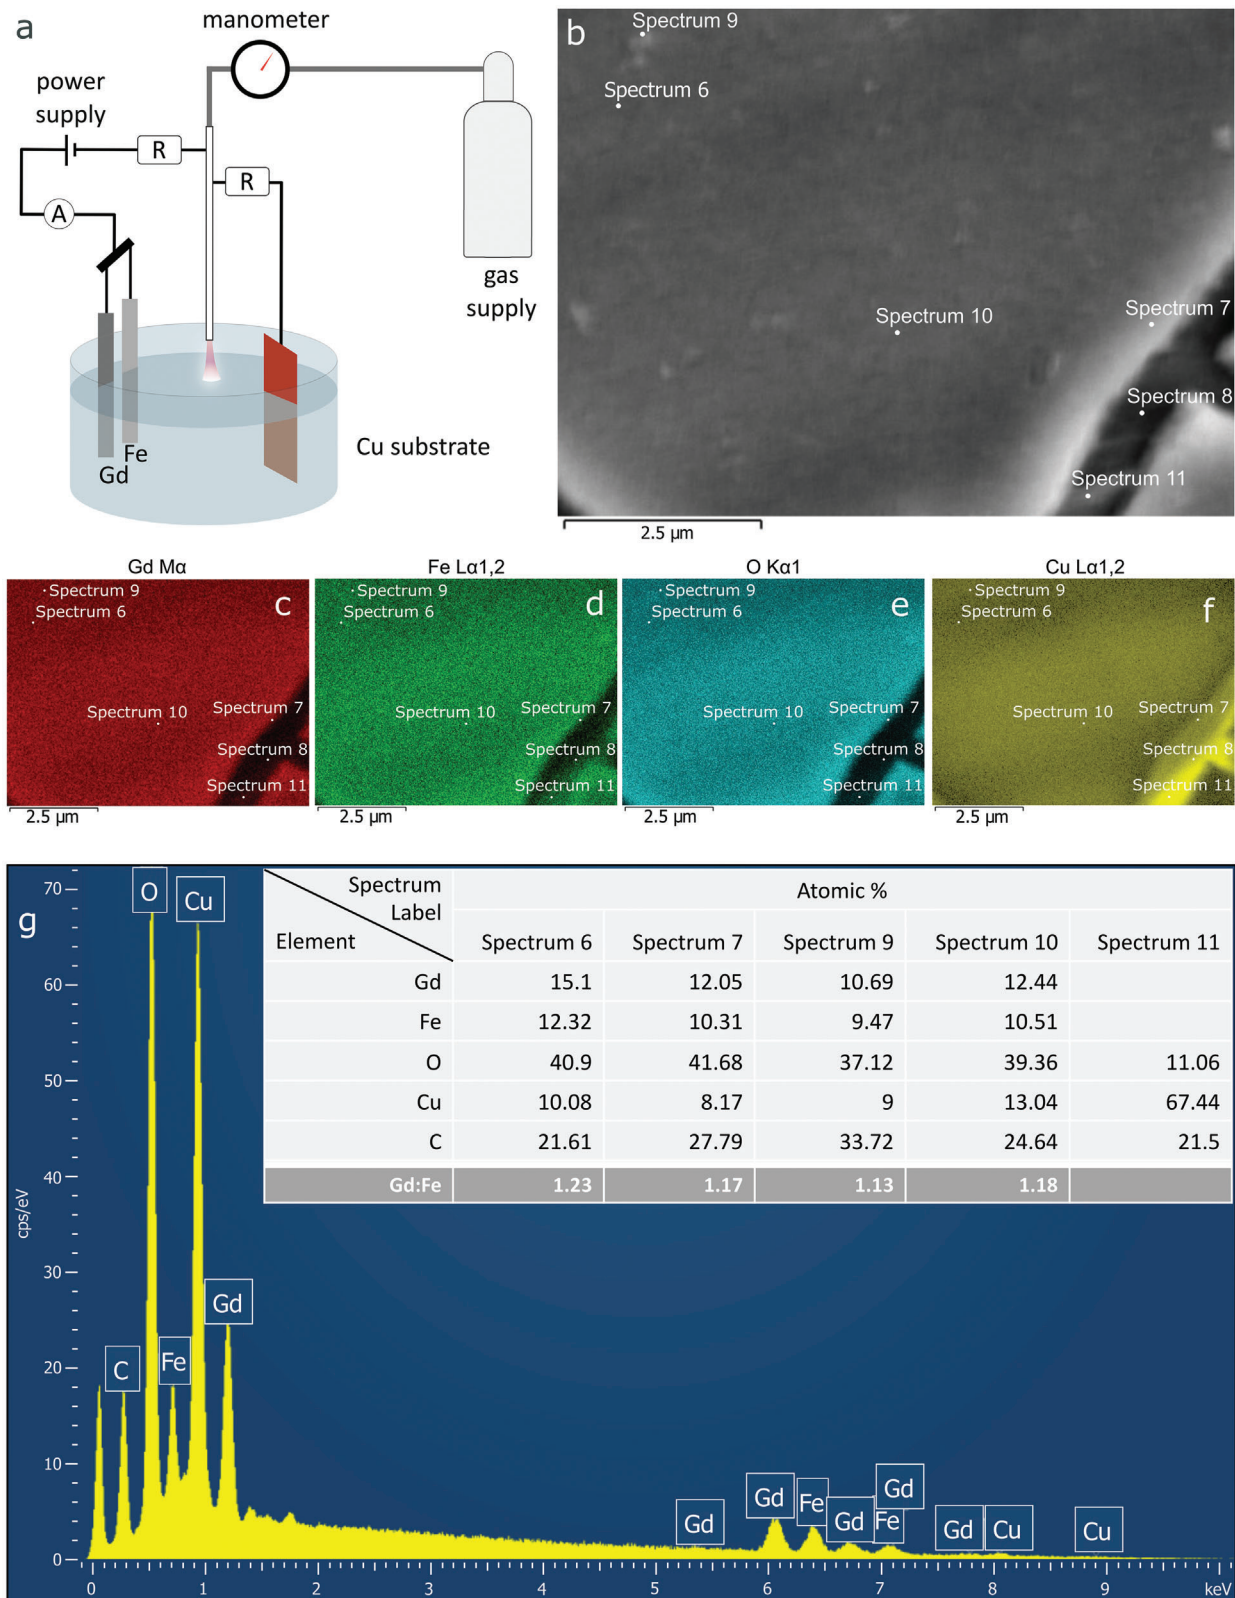 a
manometer
power
supply
R
R
A
gas
supply
Gd
Fe
Cu substrate
b
Spectrum 9
Spectrum 6
Spectrum 10
Spectrum 7
Spectrum 8
Spectrum 11
2.5 µm
Gd Mα
c
Spectrum 9
Spectrum 6
Spectrum 10
Spectrum 7
Spectrum 8
Spectrum 11
2.5 µm
Fe Lα1,2
d
Spectrum 9
Spectrum 6
Spectrum 10
Spectrum 7
Spectrum 8
Spectrum 11
2.5 µm
O Kα1
e
Spectrum 9
Spectrum 6
Spectrum 10
Spectrum 7
Spectrum 8
Spectrum 11
2.5 µm
Cu Lα1,2
f
Spectrum 9
Spectrum 6
Spectrum 10
Spectrum 7
Spectrum 8
Spectrum 11
2.5 µm
g
Spectrum Label Atomic %
Element Spectrum 6 Spectrum 7 Spectrum 9 Spectrum 10 Spectrum 11
Gd 15.1 12.05 10.69 12.44
Fe 12.32 10.31 9.47 10.51
O 40.9 41.68 37.12 39.36 11.06
Cu 10.08 8.17 9 13.04 67.44
C 21.61 27.79 33.72 24.64 21.5
Gd:Fe 1.23 1.17 1.13 1.18
cps/eV
70
60
50
40
30
20
10
0
C
O
Fe
Cu
Gd
Gd
Gd
Fe
Gd
Gd
Fe
Gd
Cu
Cu
0 1 2 3 4 5 6 7 8 9 keV